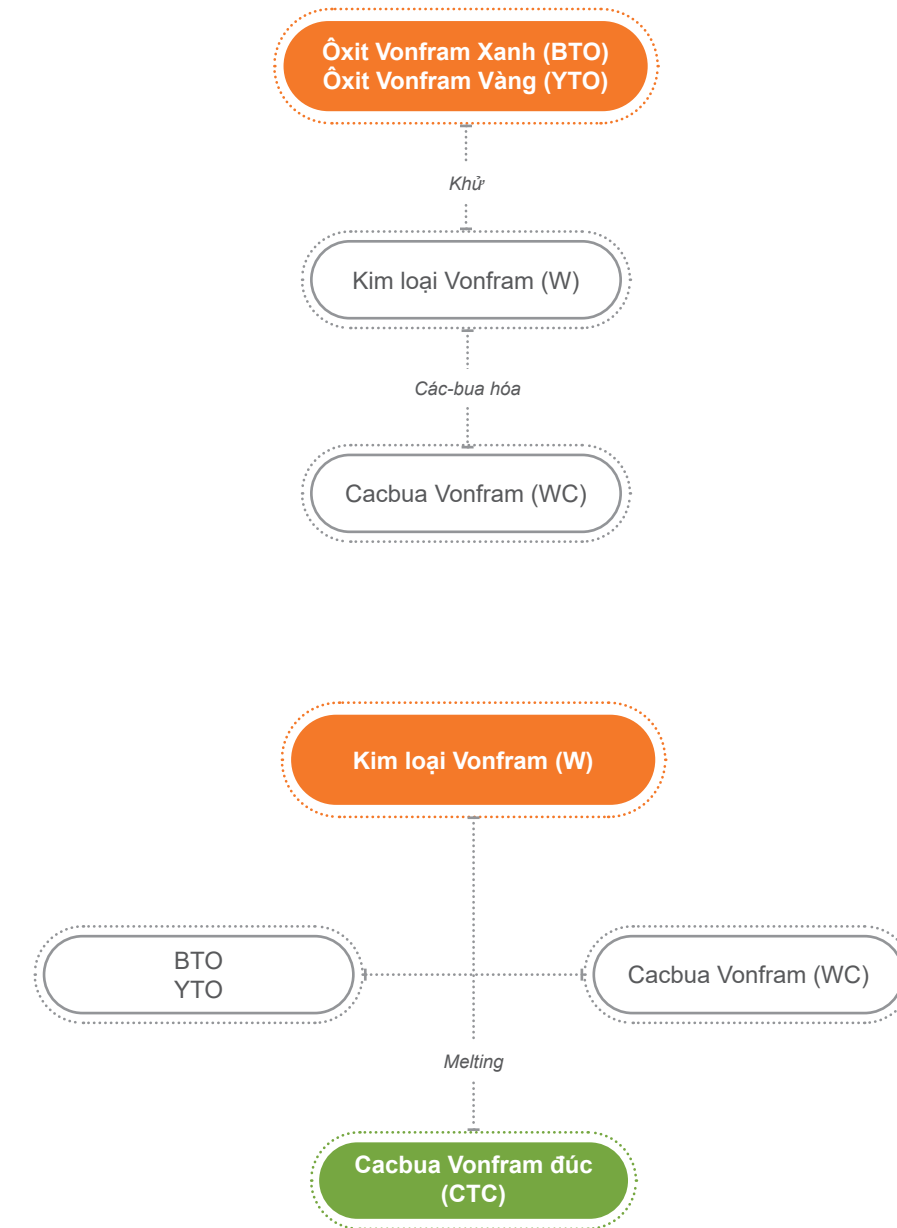 Ôxit Vonfram Xanh (BTO)
Ôxit Vonfram Vàng (YTO)
Khử
Kim loại Vonfram (W)
Các-bua hóa
Cacbua Vonfram (WC)
Kim loại Vonfram (W)
BTO
YTO
Cacbua Vonfram (WC)
Melting
Cacbua Vonfram đúc
(CTC)